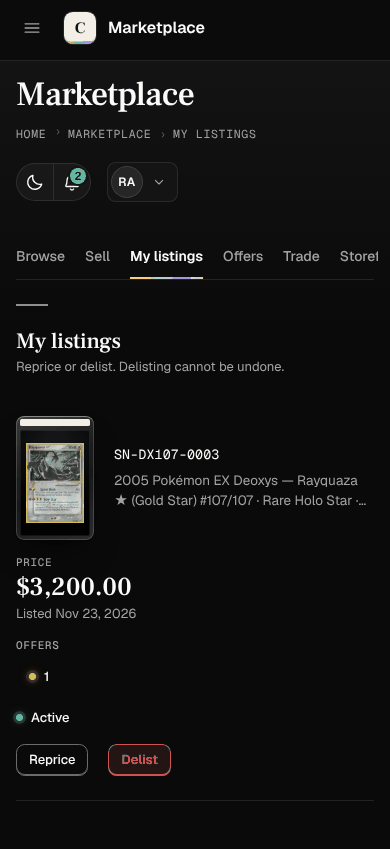 C Marketplace
Marketplace
HOME › MARKETPLACE › MY LISTINGS
2
RA
Browse Sell My listings Offers Trade Storef
My listings
Reprice or delist. Delisting cannot be undone.
SN-DX107-0003
2005 Pokémon EX Deoxys — Rayquaza
★ (Gold Star) #107/107 · Rare Holo Star ·…
PRICE
$3,200.00
Listed Nov 23, 2026
OFFERS
1
Active
Reprice Delist